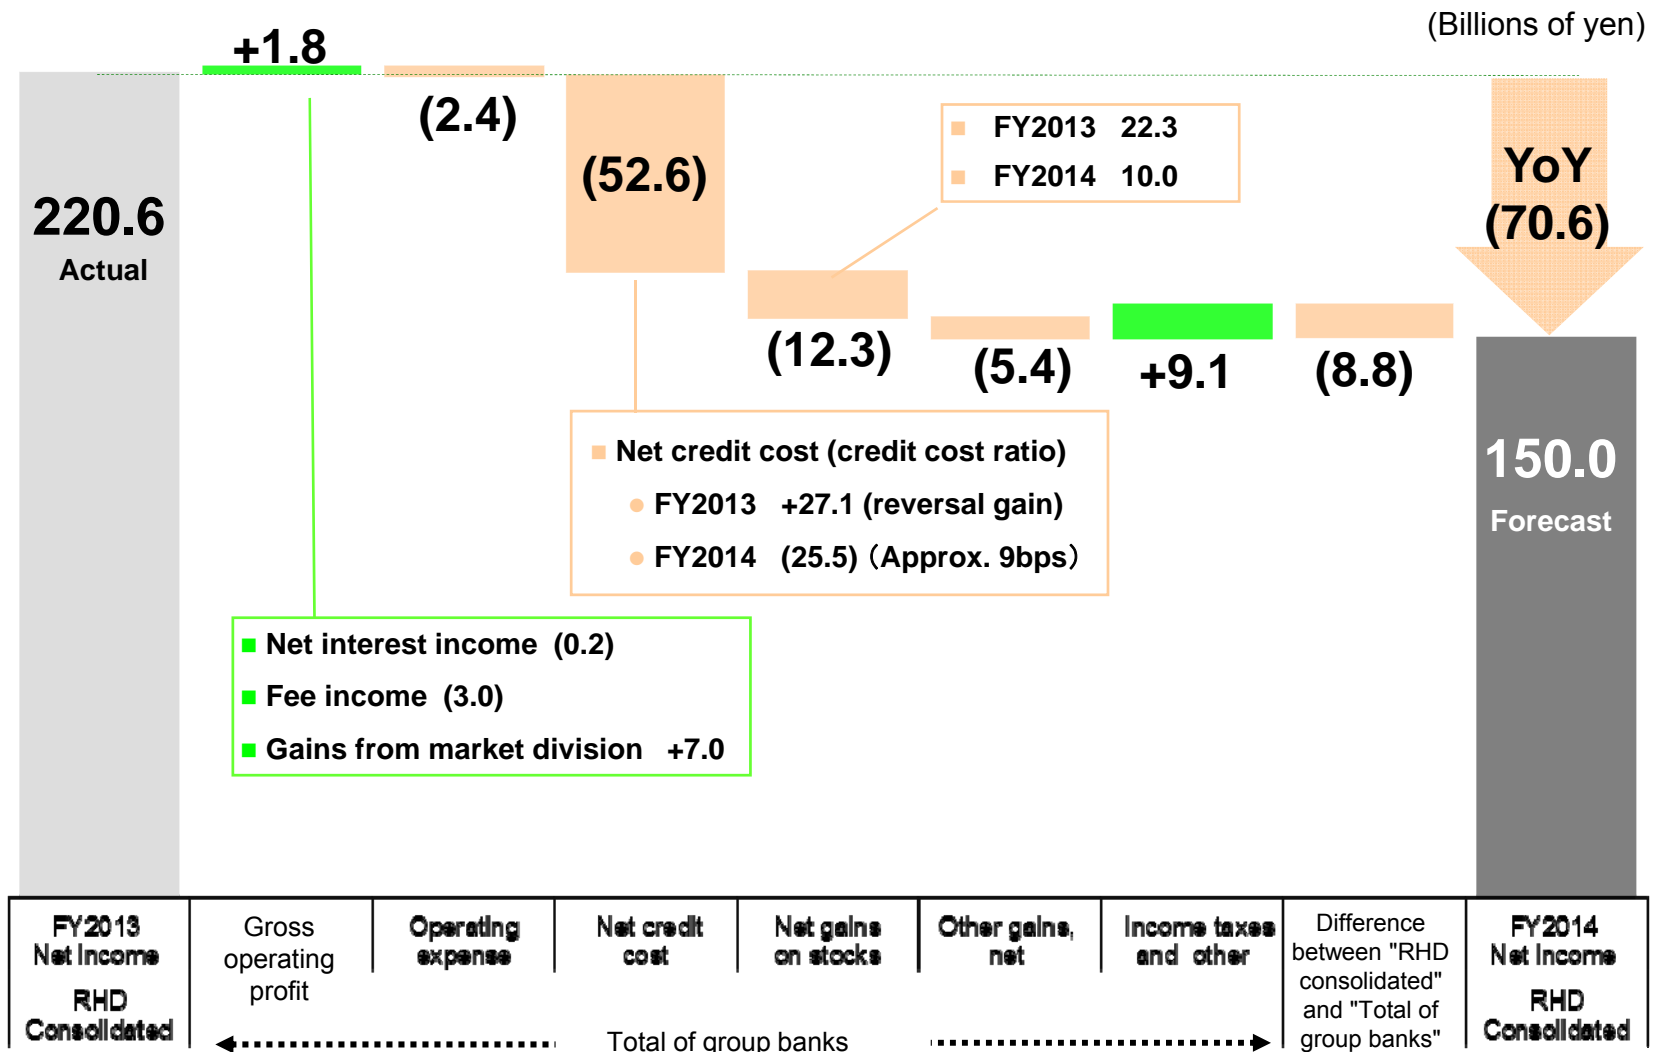 (Billions of yen)
+1.8
(2.4)
(52.6)
■ FY2013 22.3
■ FY2014 10.0
YoY
(70.6)
220.6
Actual
(12.3)
(5.4)
+9.1
(8.8)
■ Net credit cost (credit cost ratio)
● FY2013 +27.1 (reversal gain)
● FY2014 (25.5)（Approx. 9bps）
150.0
Forecast
■ Net interest income (0.2)
■ Fee income (3.0)
■ Gains from market division +7.0
FY2013
Net Income
RHD
Consolidated
Gross
operating
profit
Operating
expense
Net credit
cost
Net gains
on stocks
Other gains,
net
Income taxes
and other
Difference
between "RHD
consolidated"
and "Total of
group banks"
FY2014
Net Income
RHD
Consolidated
Total of group banks